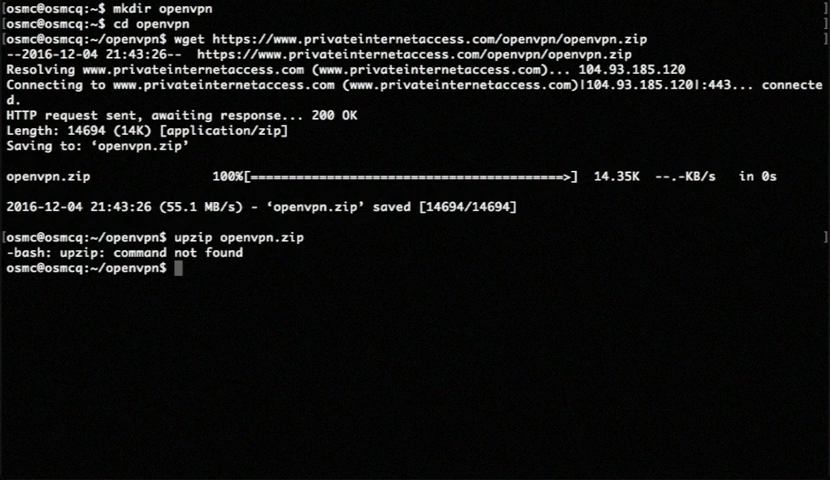 [osmc@osmcq:~$ mkdir openvpn ]
[osmc@osmcq:~$ cd openvpn ]
[osmc@osmcq:~/openvpn$ wget https://www.privateinternetaccess.com/openvpn/openvpn.zip ]
--2016-12-04 21:43:26--  https://www.privateinternetaccess.com/openvpn/openvpn.zip
Resolving www.privateinternetaccess.com (www.privateinternetaccess.com)... 104.93.185.120
Connecting to www.privateinternetaccess.com (www.privateinternetaccess.com)|104.93.185.120|:443... connecte
d.
HTTP request sent, awaiting response... 200 OK
Length: 14694 (14K) [application/zip]
Saving to: ‘openvpn.zip’
openvpn.zip 100%[=========================================>] 14.35K --.-KB/s in 0s
2016-12-04 21:43:26 (55.1 MB/s) - ‘openvpn.zip’ saved [14694/14694]
[osmc@osmcq:~/openvpn$ upzip openvpn.zip ]
-bash: upzip: command not found
osmc@osmcq:~/openvpn$